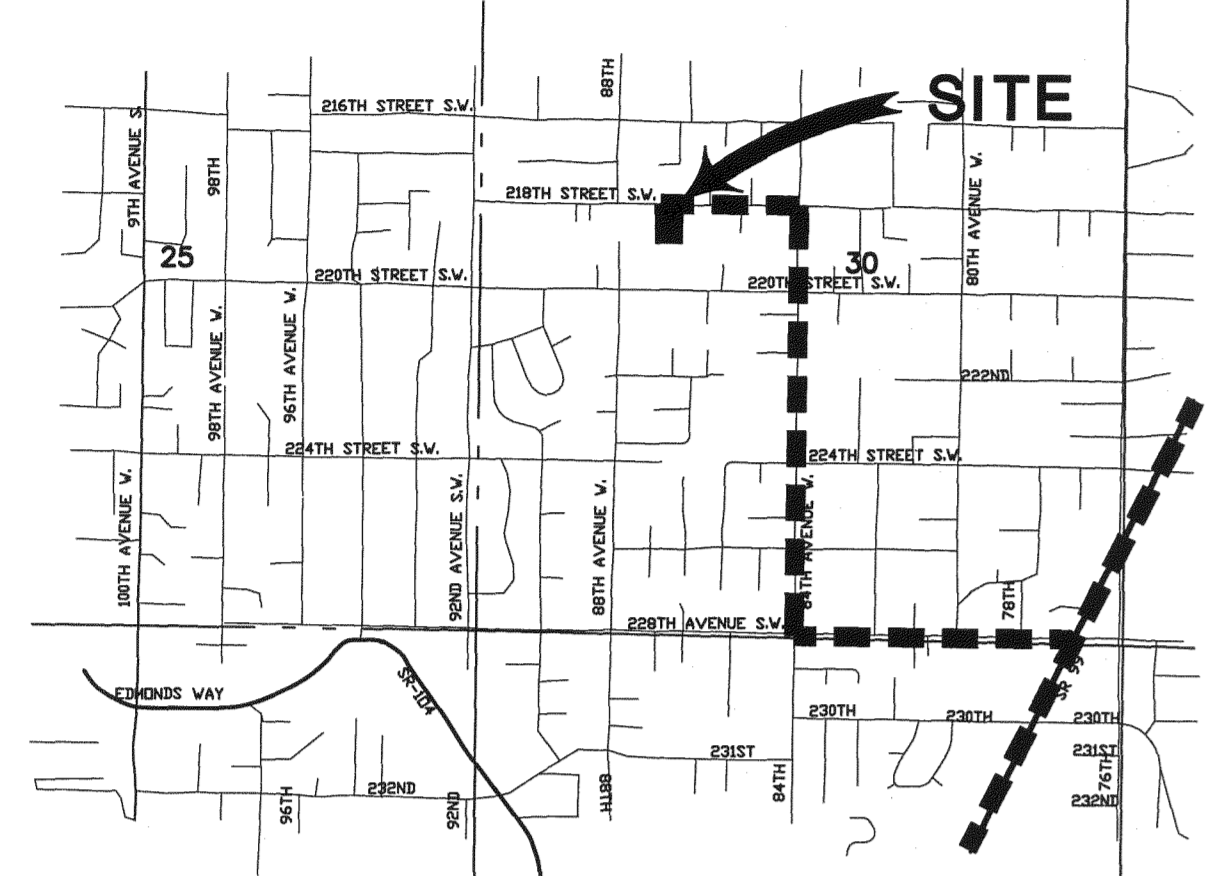 88TH
SITE
216TH STREET S.W.
9TH AVENUE S.
98TH
218TH STREET S.W.
80TH AVENUE W.
25
30
220TH STREET S.W.
220TH STREET S.W.
98TH AVENUE W.
96TH AVENUE W.
222ND
224TH STREET S.W.
224TH STREET S.W.
100TH AVENUE W.
92ND AVENUE S.W.
88TH AVENUE W.
84TH AVENUE W.
78TH
228TH AVENUE S.W.
EDMONDS WAY
SR-104
SR 99
230TH
230TH
230TH
231ST
231ST
76TH
232ND
96TH
92ND
88TH
84TH
232ND